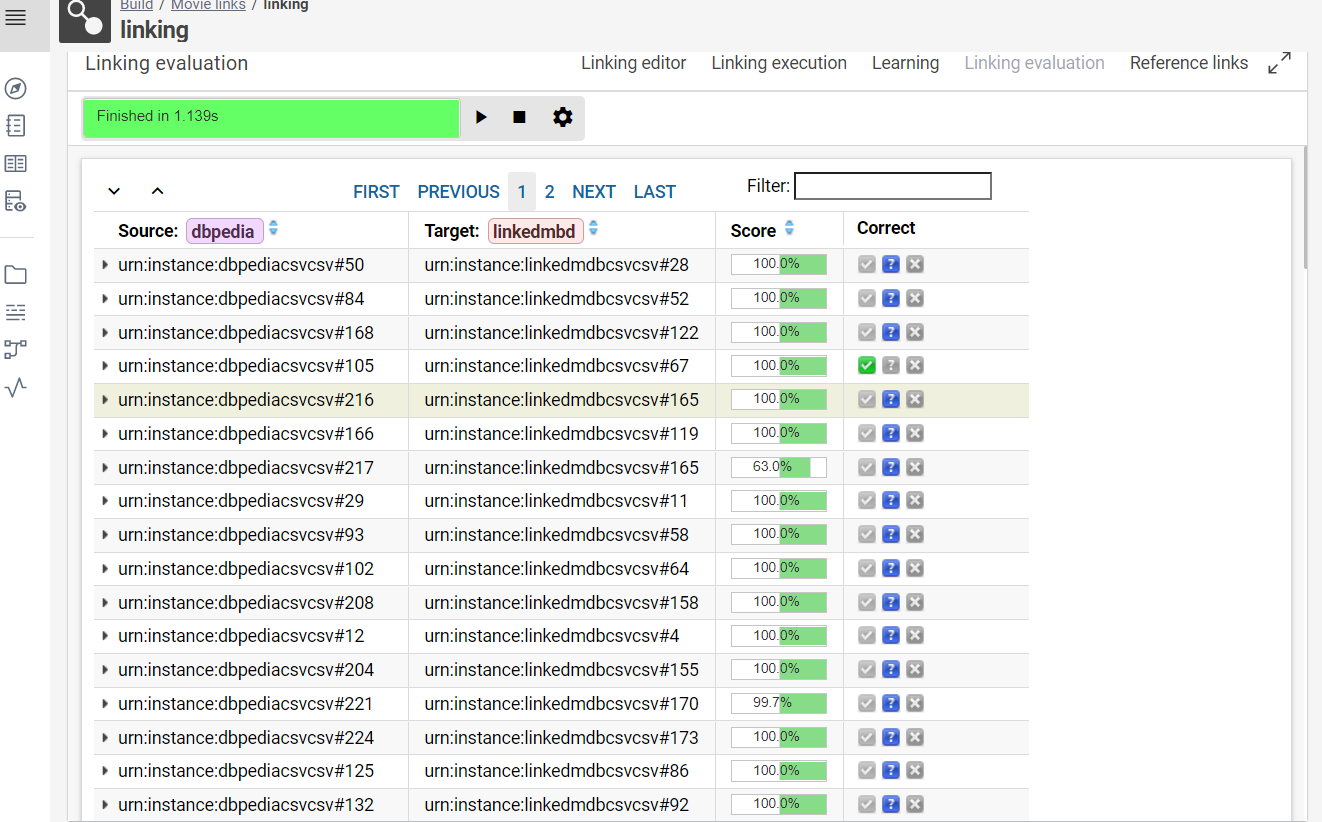 Build / Movie links / linking
linking
Linking evaluation Linking editor Linking execution Learning Linking evaluation Reference links
Finished in 1.139s
FIRST PREVIOUS 1 2 NEXT LAST Filter:
Source: dbpedia Target: linkedmbd Score Correct
urn:instance:dbpediacsvcsv#50 urn:instance:linkedmdbcsvcsv#28 100.0%
urn:instance:dbpediacsvcsv#84 urn:instance:linkedmdbcsvcsv#52 100.0%
urn:instance:dbpediacsvcsv#168 urn:instance:linkedmdbcsvcsv#122 100.0%
urn:instance:dbpediacsvcsv#105 urn:instance:linkedmdbcsvcsv#67 100.0%
urn:instance:dbpediacsvcsv#216 urn:instance:linkedmdbcsvcsv#165 100.0%
urn:instance:dbpediacsvcsv#166 urn:instance:linkedmdbcsvcsv#119 100.0%
urn:instance:dbpediacsvcsv#217 urn:instance:linkedmdbcsvcsv#165 63.0%
urn:instance:dbpediacsvcsv#29 urn:instance:linkedmdbcsvcsv#11 100.0%
urn:instance:dbpediacsvcsv#93 urn:instance:linkedmdbcsvcsv#58 100.0%
urn:instance:dbpediacsvcsv#102 urn:instance:linkedmdbcsvcsv#64 100.0%
urn:instance:dbpediacsvcsv#208 urn:instance:linkedmdbcsvcsv#158 100.0%
urn:instance:dbpediacsvcsv#12 urn:instance:linkedmdbcsvcsv#4 100.0%
urn:instance:dbpediacsvcsv#204 urn:instance:linkedmdbcsvcsv#155 100.0%
urn:instance:dbpediacsvcsv#221 urn:instance:linkedmdbcsvcsv#170 99.7%
urn:instance:dbpediacsvcsv#224 urn:instance:linkedmdbcsvcsv#173 100.0%
urn:instance:dbpediacsvcsv#125 urn:instance:linkedmdbcsvcsv#86 100.0%
urn:instance:dbpediacsvcsv#132 urn:instance:linkedmdbcsvcsv#92 100.0%